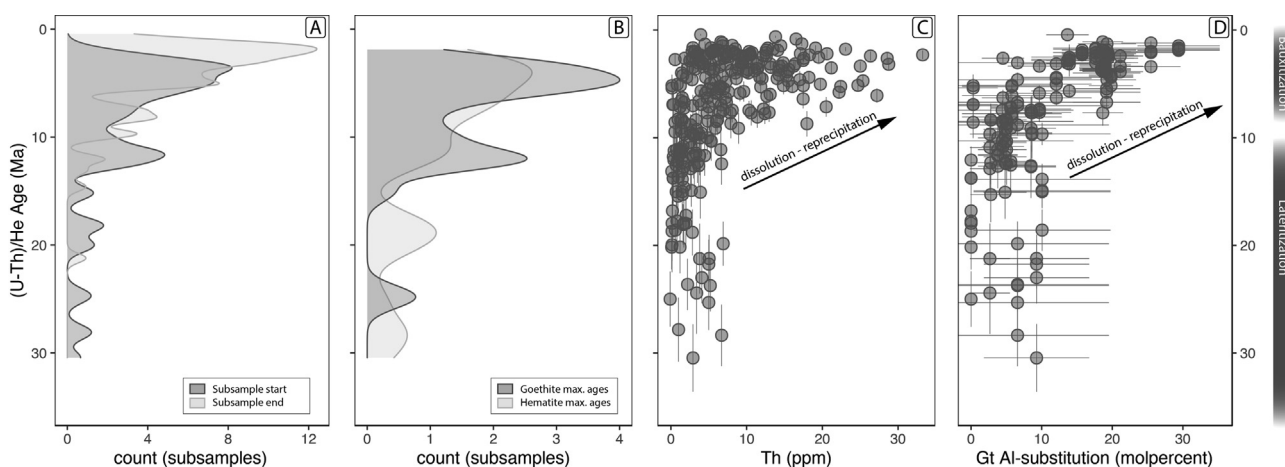 A
B
C
D
0
10
20
30
(U-Th)/He Age (Ma)
0
4
8
12
count (subsamples)
Subsample start
Subsample end
0
1
2
3
4
count (subsamples)
Goethite max. ages
Hematite max. ages
0
10
20
30
Th (ppm)
dissolution - reprecipitation
0
10
20
30
Gt Al-substitution (molpercent)
dissolution - reprecipitation
0
10
20
30
Bauxitization
Lateritization